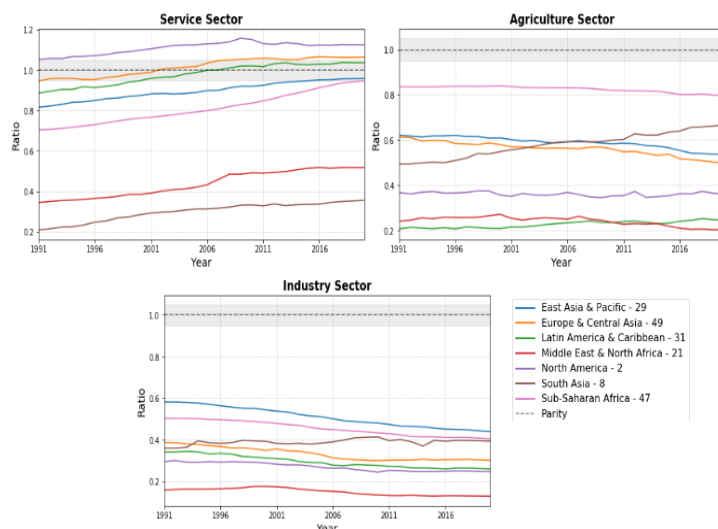 Service Sector
1.2
1.0
0.8
0.6
0.4
0.2
Ratio
1991 1996 2001 2006 2011 2016
Year
Agriculture Sector
1.0
0.8
0.6
0.4
0.2
Ratio
1991 1996 2001 2006 2011 2016
Year
Industry Sector
1.0
0.8
0.6
0.4
0.2
Ratio
1991 1996 2001 2006 2011 2016
Year
East Asia & Pacific - 29
Europe & Central Asia - 49
Latin America & Caribbean - 31
Middle East & North Africa - 21
North America - 2
South Asia - 8
Sub-Saharan Africa - 47
Parity